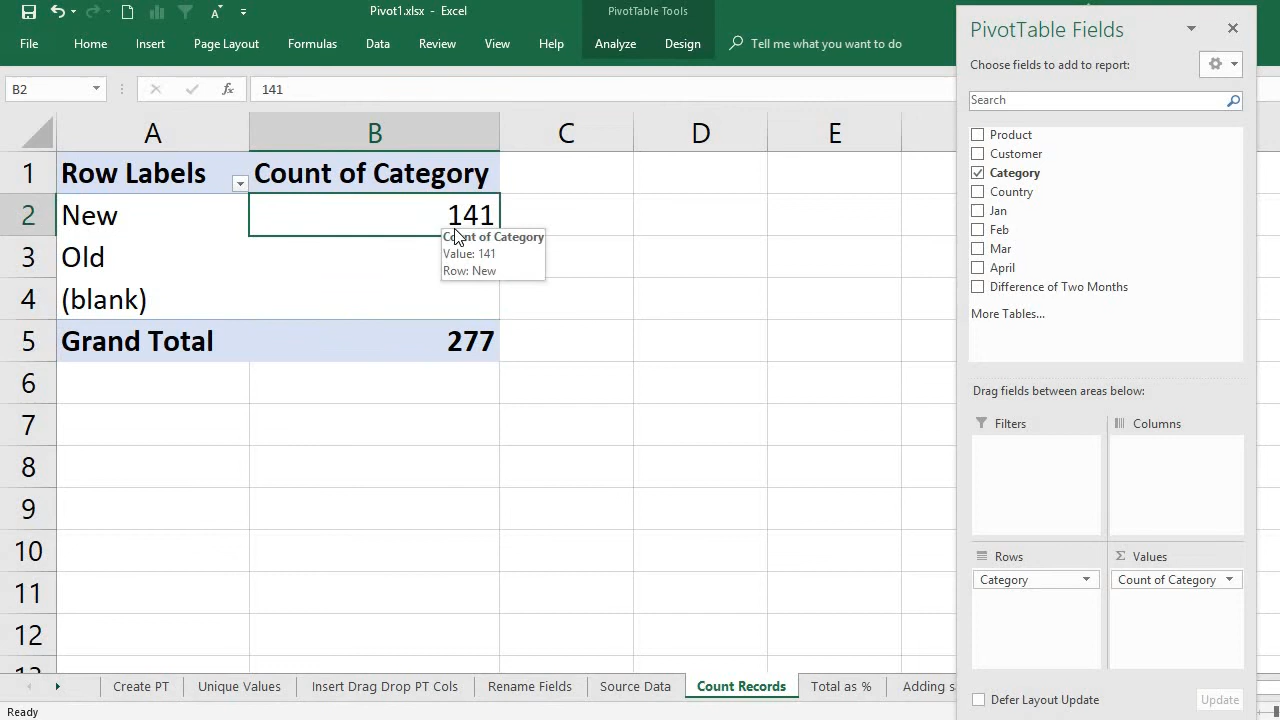 Pivot1.xlsx - Excel
PivotTable Tools
File Home Insert Page Layout Formulas Data Review View Help Analyze Design Tell me what you want to do
B2 fx 141
A B C D E
1 Row Labels Count of Category
2 New 141
Count of Category
Value: 141
Row: New
3 Old
4 (blank)
5 Grand Total 277
6
7
8
9
10
11
12
PivotTable Fields
Choose fields to add to report:
Search
Product
Customer
Category
Country
Jan
Feb
Mar
April
Difference of Two Months
More Tables...
Drag fields between areas below:
Filters Columns
Rows Σ Values
Category Count of Category
Defer Layout Update Update
Create PT Unique Values Insert Drag Drop PT Cols Rename Fields Source Data Count Records Total as % Adding
Ready